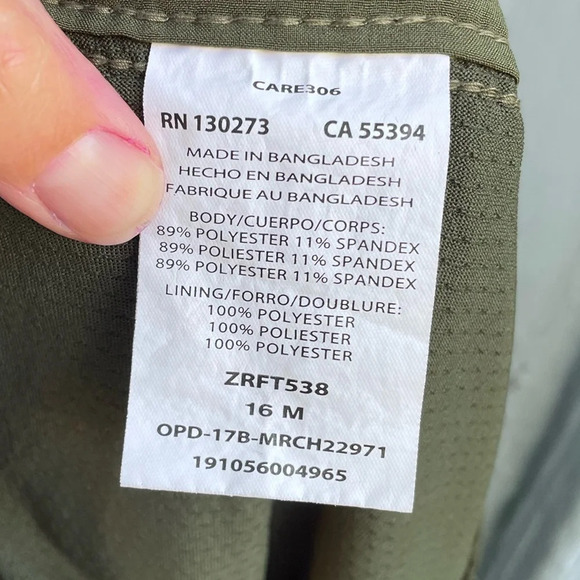 CARE306
RN 130273 CA 55394
MADE IN BANGLADESH
HECHO EN BANGLADESH
FABRIQUE AU BANGLADESH
BODY/CUERPO/CORPS:
89% POLYESTER 11% SPANDEX
89% POLIESTER 11% SPANDEX
89% POLYESTER 11% SPANDEX
LINING/FORRO/DOUBLURE:
100% POLYESTER
100% POLIESTER
100% POLYESTER
ZRFT538
16 M
OPD-17B-MRCH22971
191056004965